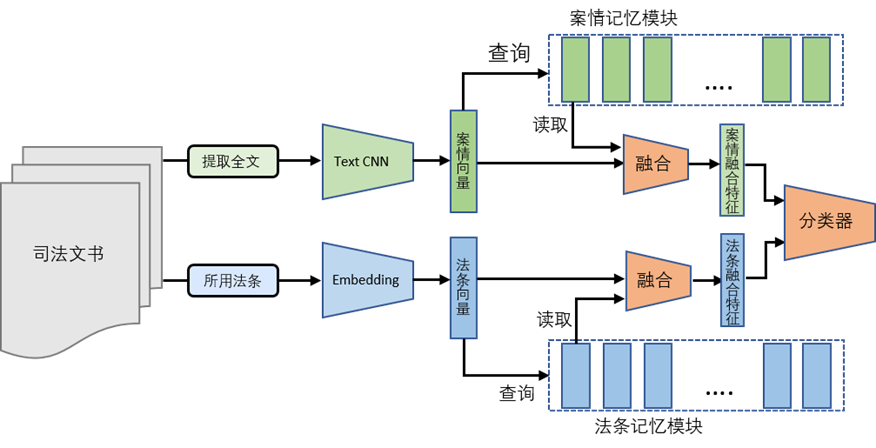 案情记忆模块
查询
....
读取
提取全文
Text CNN
案情向量
融合
案情融合特征
司法文书
分类器
所用法条
Embedding
法条向量
融合
法条融合特征
读取
查询
....
法条记忆模块